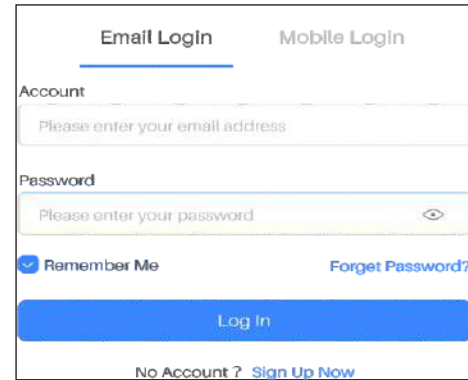 Email Login Mobile Login
Account
Please enter your email address
Password
Please enter your password
Remember Me Forget Password?
Log In
No Account ? Sign Up Now